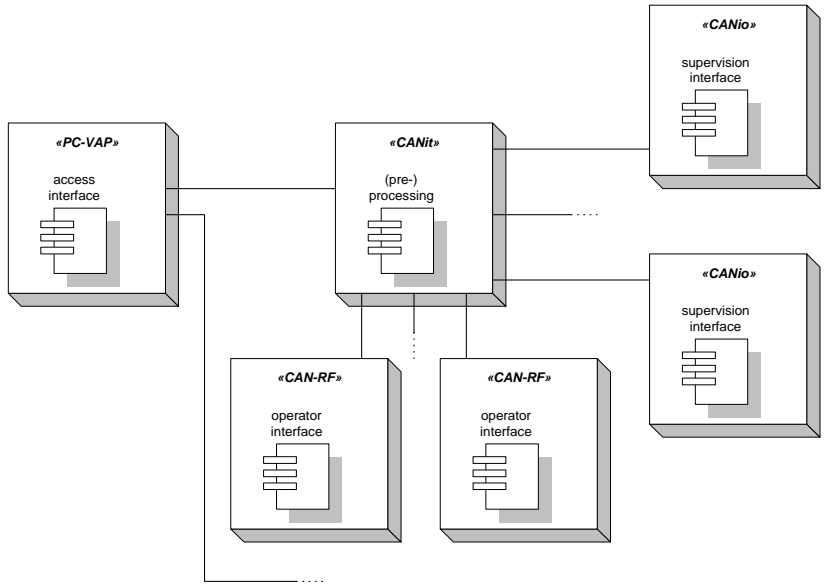 «CANio»
supervision
interface
«PC-VAP»
access
interface
«CANit»
(pre-)
processing
«CANio»
supervision
interface
«CAN-RF»
operator
interface
«CAN-RF»
operator
interface